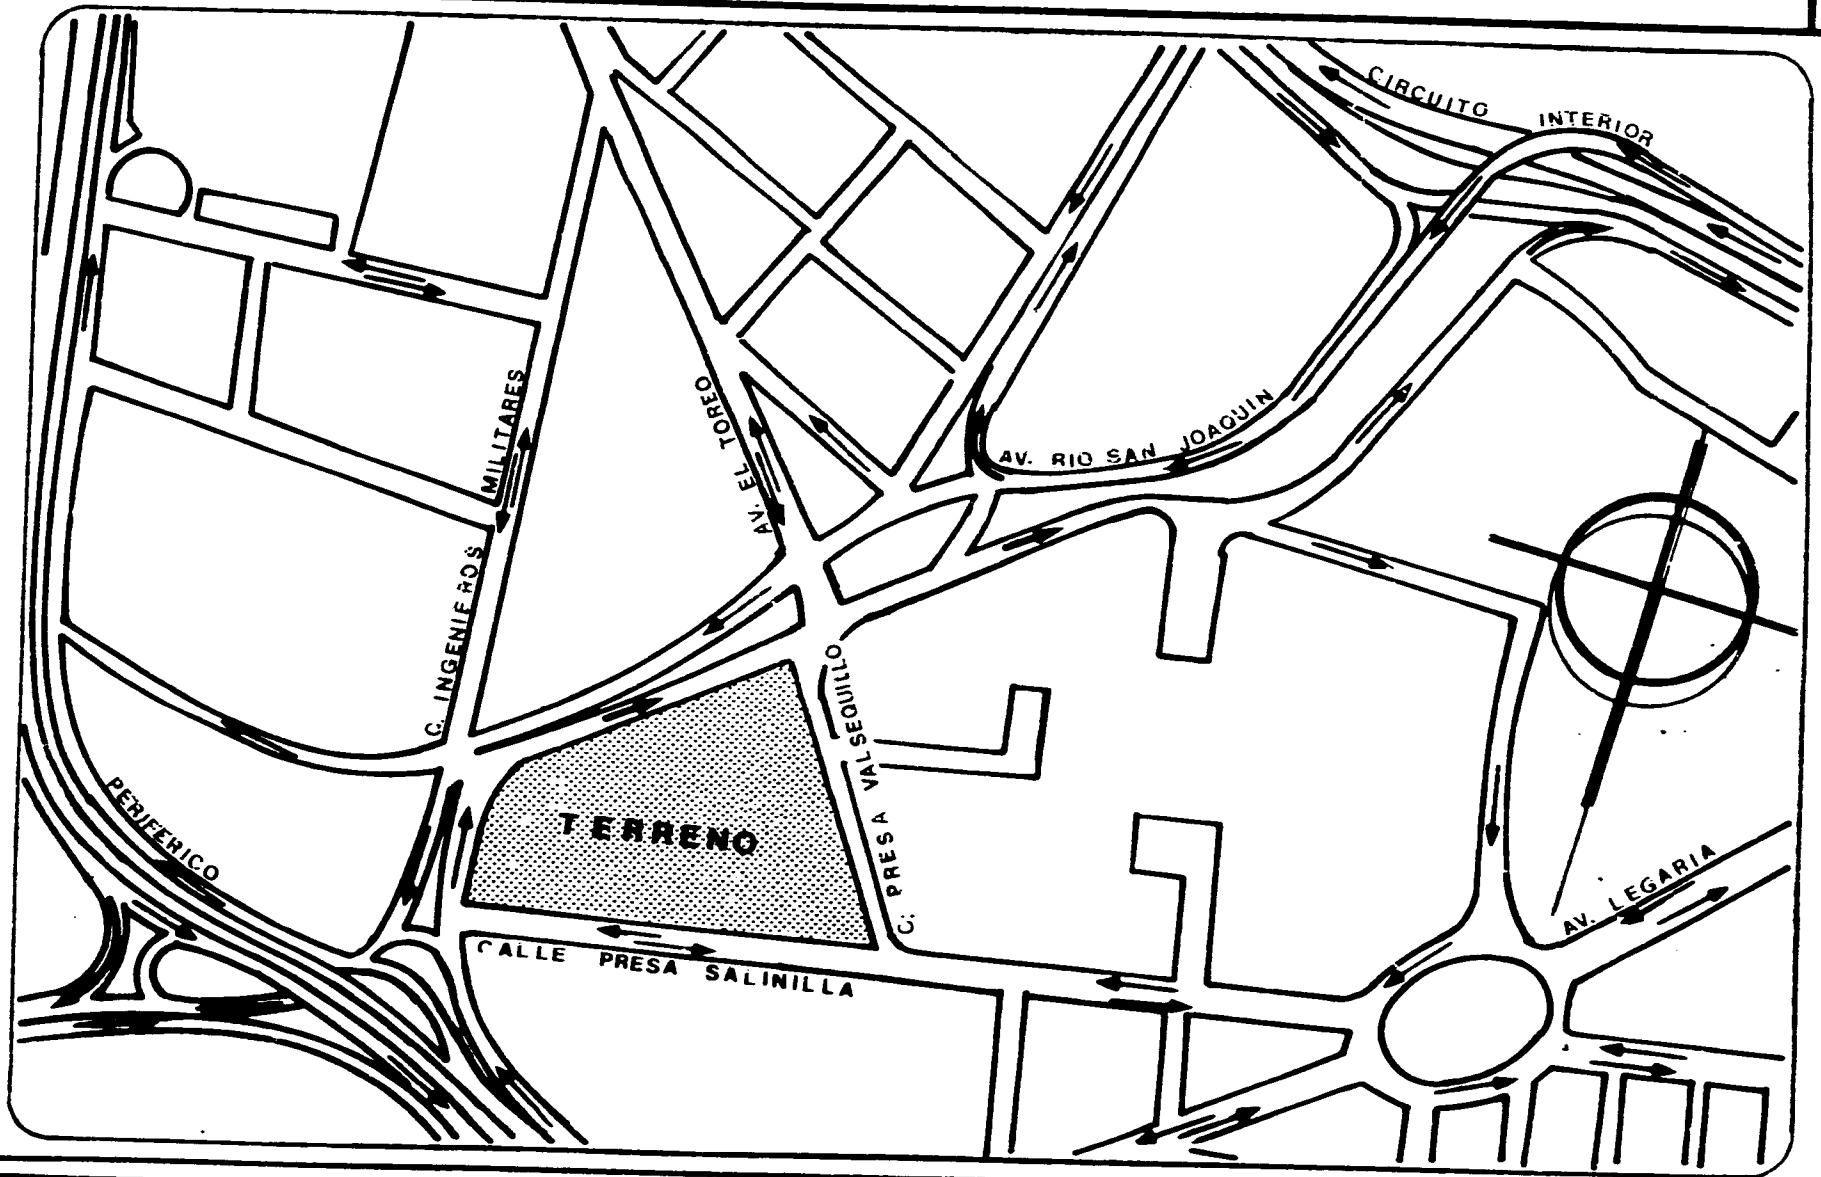 CIRCUITO INTERIOR
C. INGENIEROS MILITARES
AV. EL TOREO
AV. RIO SAN JOAQUIN
C. PRESA VALSEQUILLO
PERIFERICO
TERRENO
AV. LEGARIA
CALLE PRESA SALINILLA